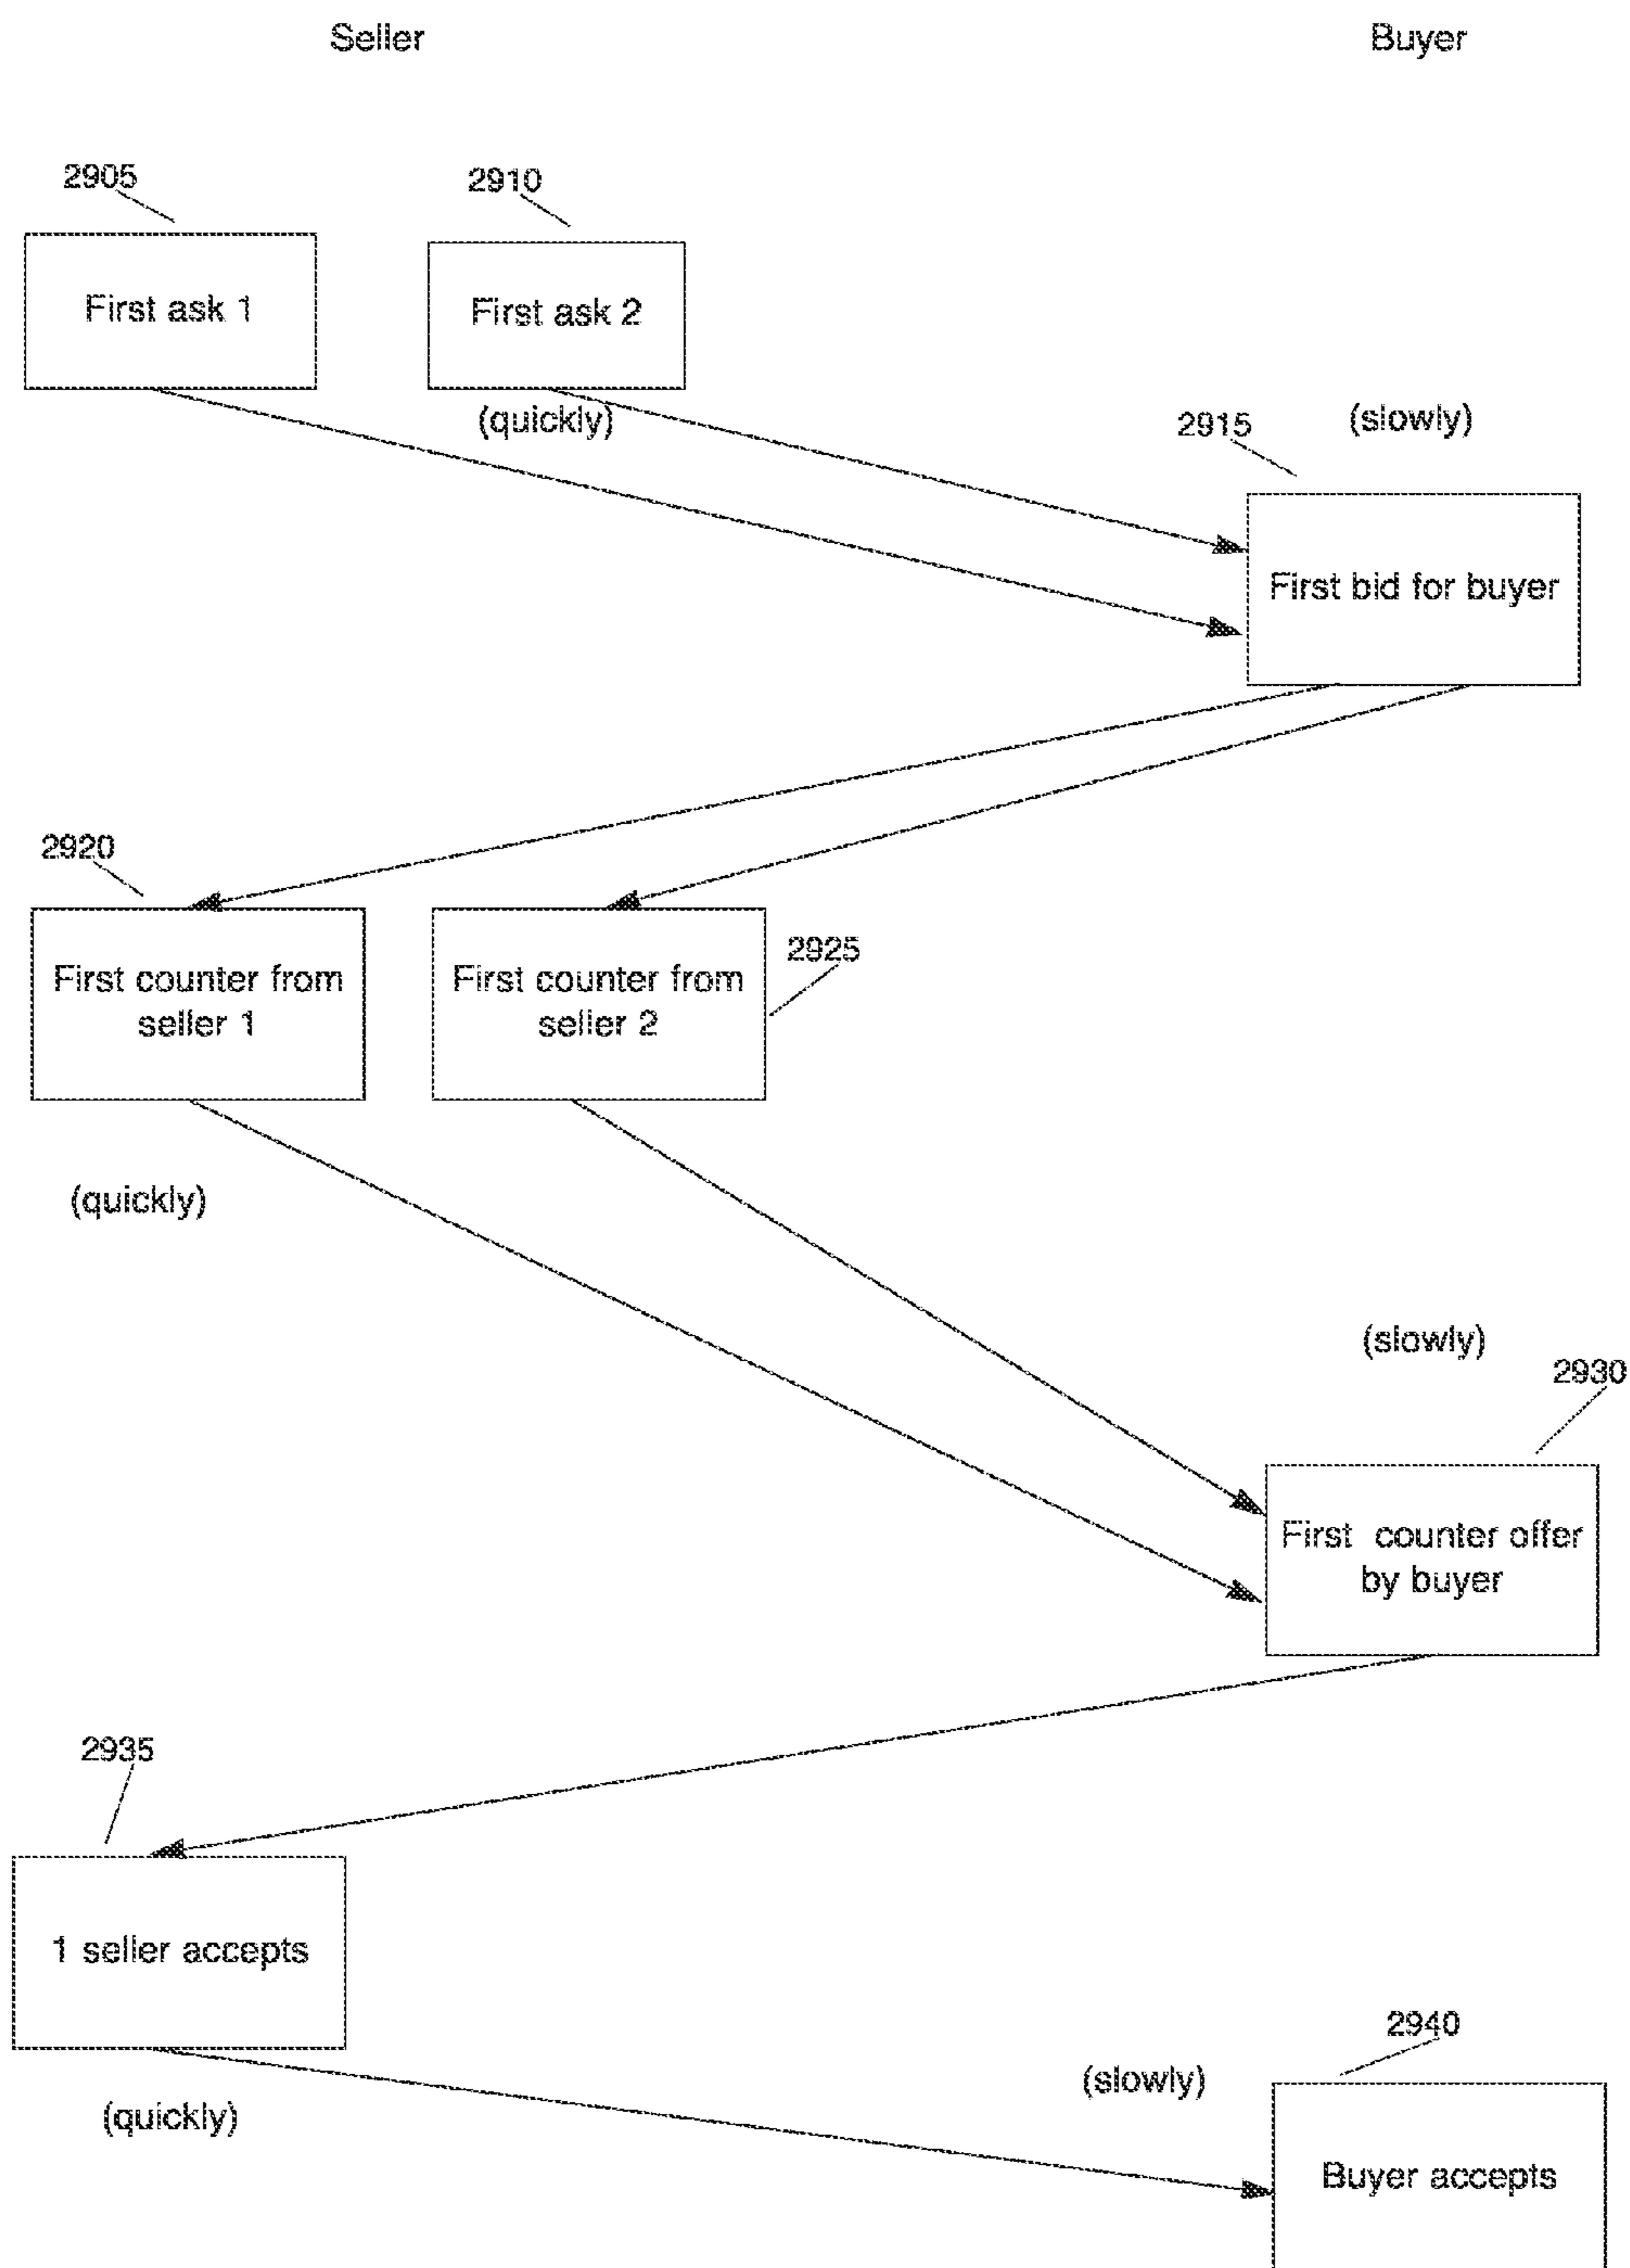 Seller
Buyer
2905
2910
First ask 1
First ask 2
(quickly)
2915
(slowly)
First bid for buyer
2920
First counter from
seller 1
First counter from
seller 2
2925
(quickly)
(slowly)
2930
First counter offer
by buyer
2935
1 seller accepts
(quickly)
(slowly)
2940
Buyer accepts